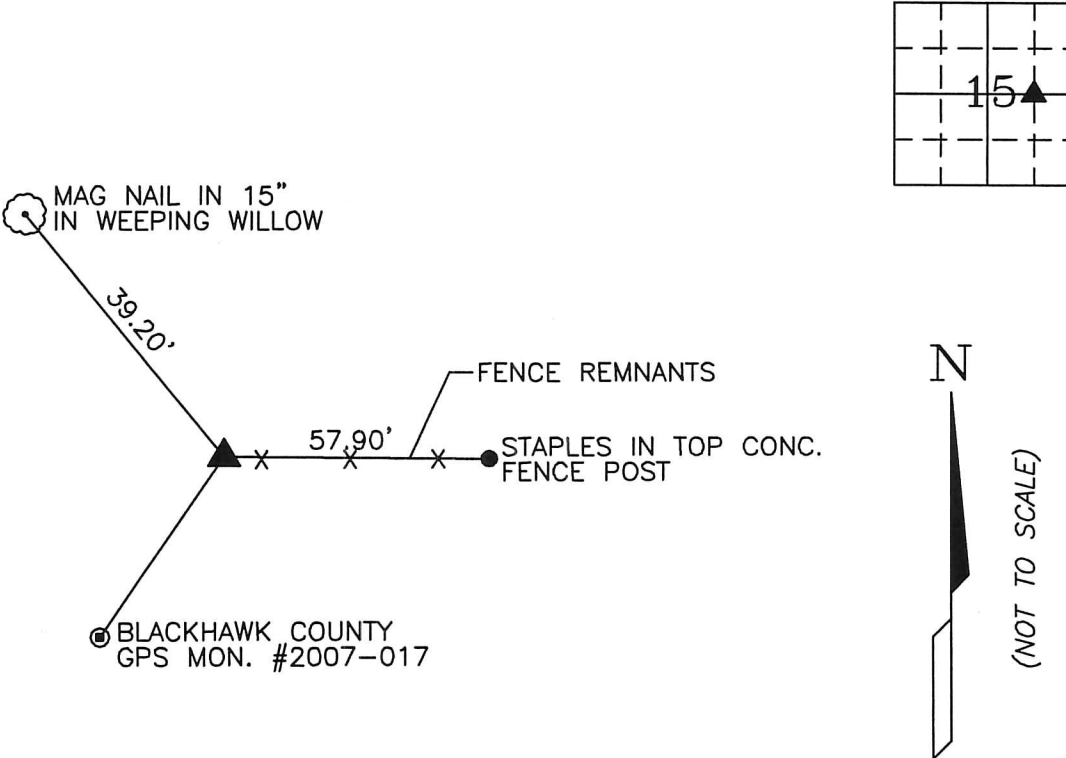 15
MAG NAIL IN 15"
IN WEEPING WILLOW
39.20'
N
FENCE REMNANTS
57.90'
STAPLES IN TOP CONC.
FENCE POST
(NOT TO SCALE)
BLACKHAWK COUNTY
GPS MON. #2007-017